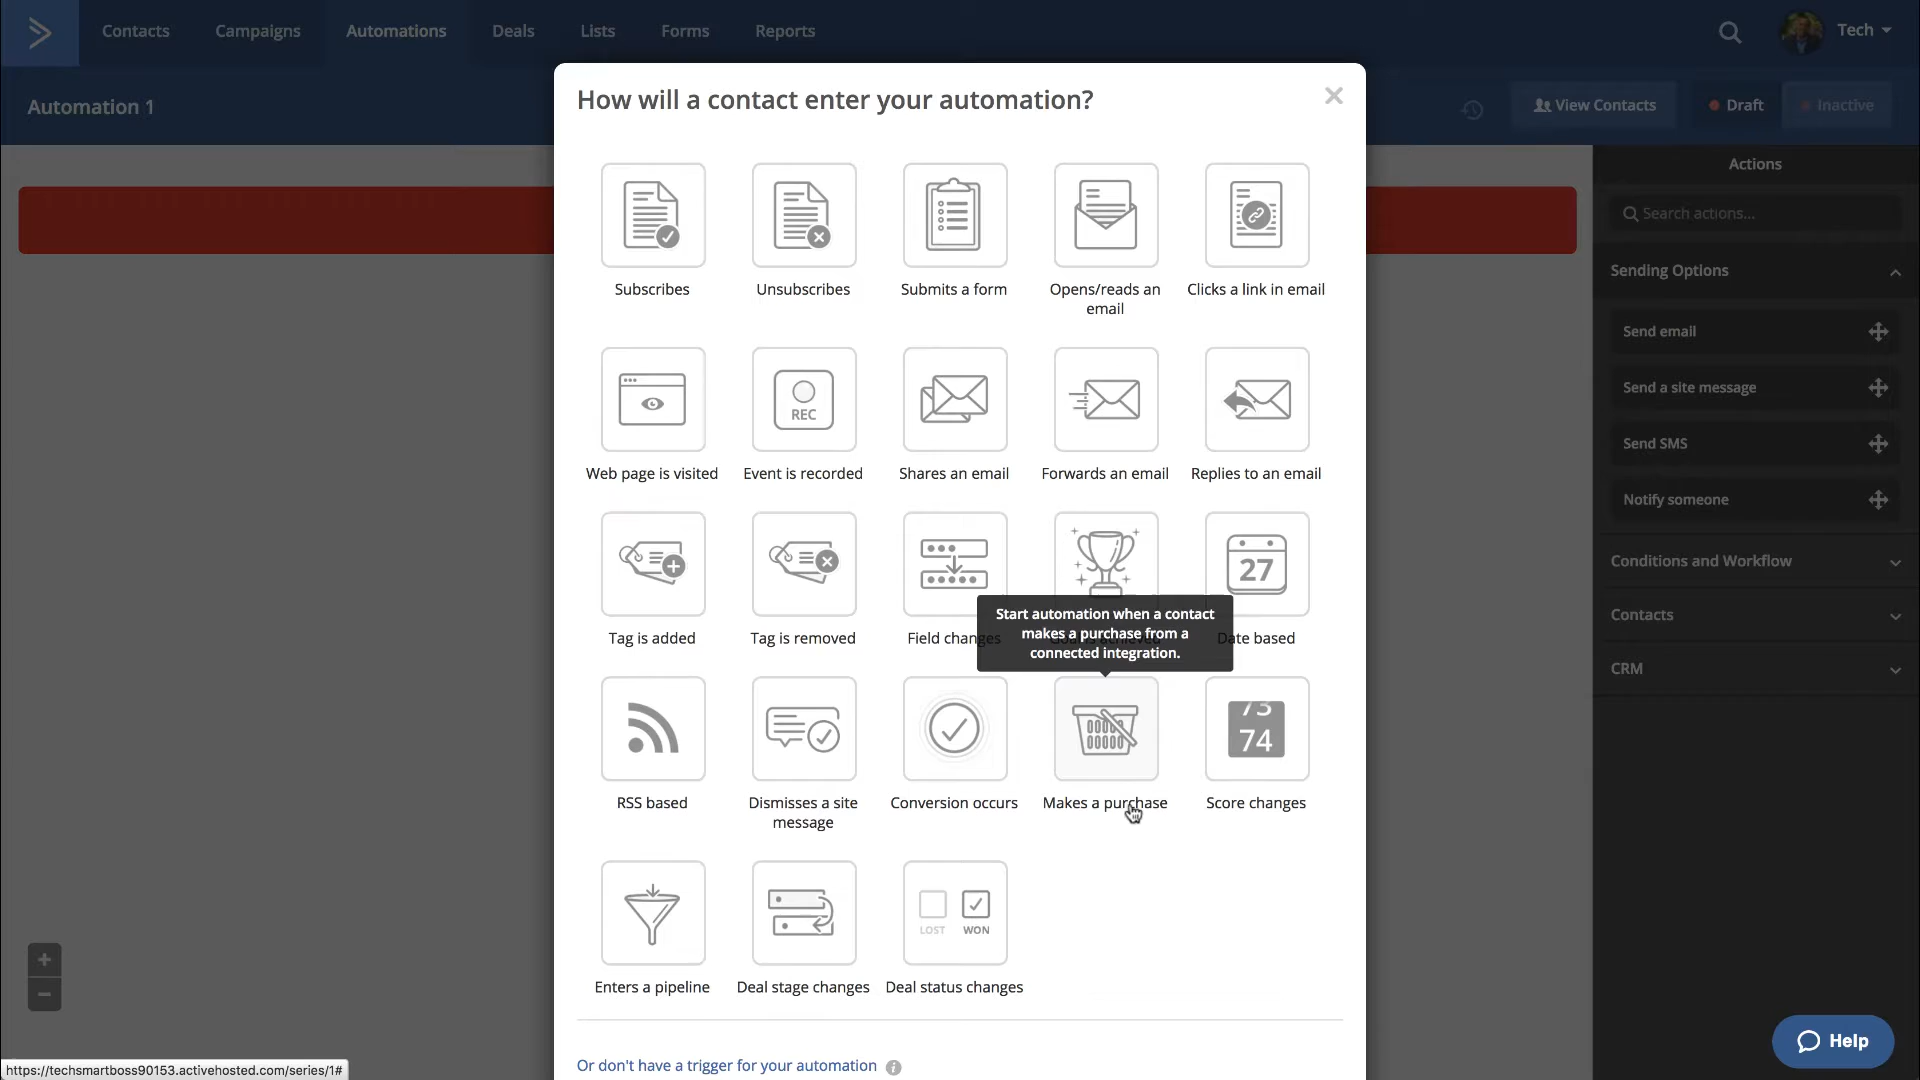 Contacts
Campaigns
Automations
Deals
Lists
Forms
Reports
Tech
Automation 1
View Contacts
Draft
Inactive
How will a contact enter your automation?
Subscribes
Unsubscribes
Submits a form
Opens/reads an
email
Clicks a link in email
REC
Web page is visited
Event is recorded
Shares an email
Forwards an email
Replies to an email
27
Tag is added
Tag is removed
Field changes
Date based
Start automation when a contact
makes a purchase from a
connected integration.
73
74
RSS based
Dismisses a site
message
Conversion occurs
Makes a purchase
Score changes
LOST
WON
Enters a pipeline
Deal stage changes
Deal status changes
Or don't have a trigger for your automation
Actions
Search actions...
Sending Options
Send email
Send a site message
Send SMS
Notify someone
Conditions and Workflow
Contacts
CRM
Help
https://techsmartboss90153.activehosted.com/series/1#